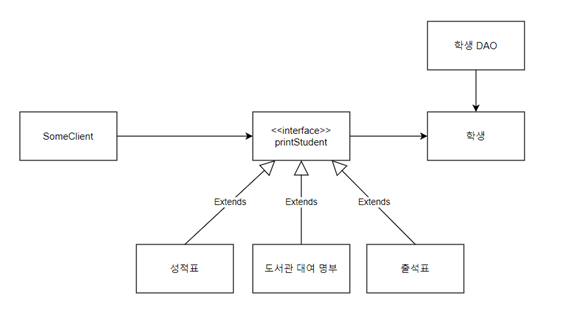 학생 DAO
SomeClient
<<interface>>
printStudent
학생
Extends
Extends
Extends
성적표
도서관 대여 명부
출석표